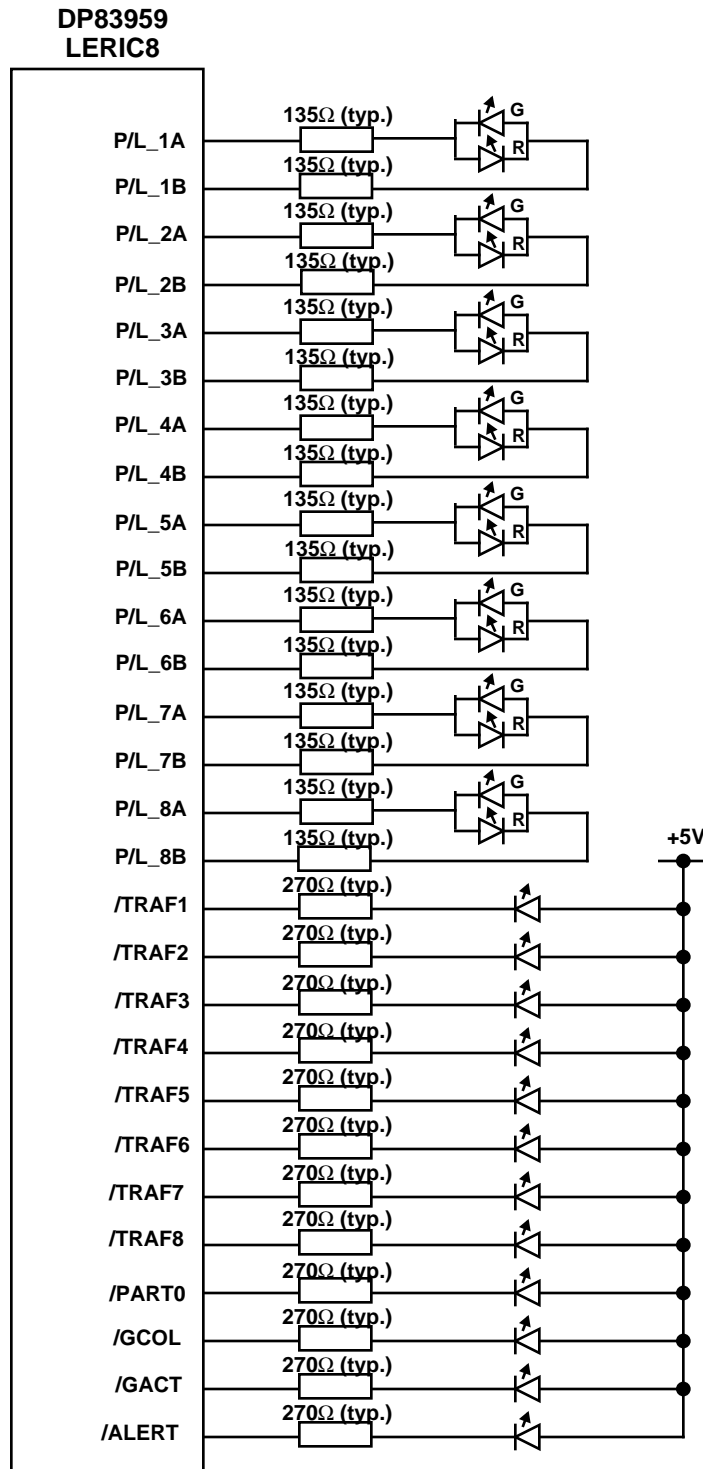 DP83959
LERIC8
135Ω (typ.)
G
P/L_1A
R
135Ω (typ.)
P/L_1B
135Ω (typ.)
G
P/L_2A
R
135Ω (typ.)
P/L_2B
135Ω (typ.)
G
P/L_3A
R
135Ω (typ.)
P/L_3B
135Ω (typ.)
G
P/L_4A
R
135Ω (typ.)
P/L_4B
135Ω (typ.)
G
P/L_5A
R
135Ω (typ.)
P/L_5B
135Ω (typ.)
G
P/L_6A
R
135Ω (typ.)
P/L_6B
135Ω (typ.)
G
P/L_7A
R
135Ω (typ.)
P/L_7B
135Ω (typ.)
G
P/L_8A
R
135Ω (typ.)
P/L_8B
+5V
270Ω (typ.)
/TRAF1
270Ω (typ.)
/TRAF2
270Ω (typ.)
/TRAF3
270Ω (typ.)
/TRAF4
270Ω (typ.)
/TRAF5
270Ω (typ.)
/TRAF6
270Ω (typ.)
/TRAF7
270Ω (typ.)
/TRAF8
270Ω (typ.)
/PART0
270Ω (typ.)
/GCOL
270Ω (typ.)
/GACT
270Ω (typ.)
/ALERT